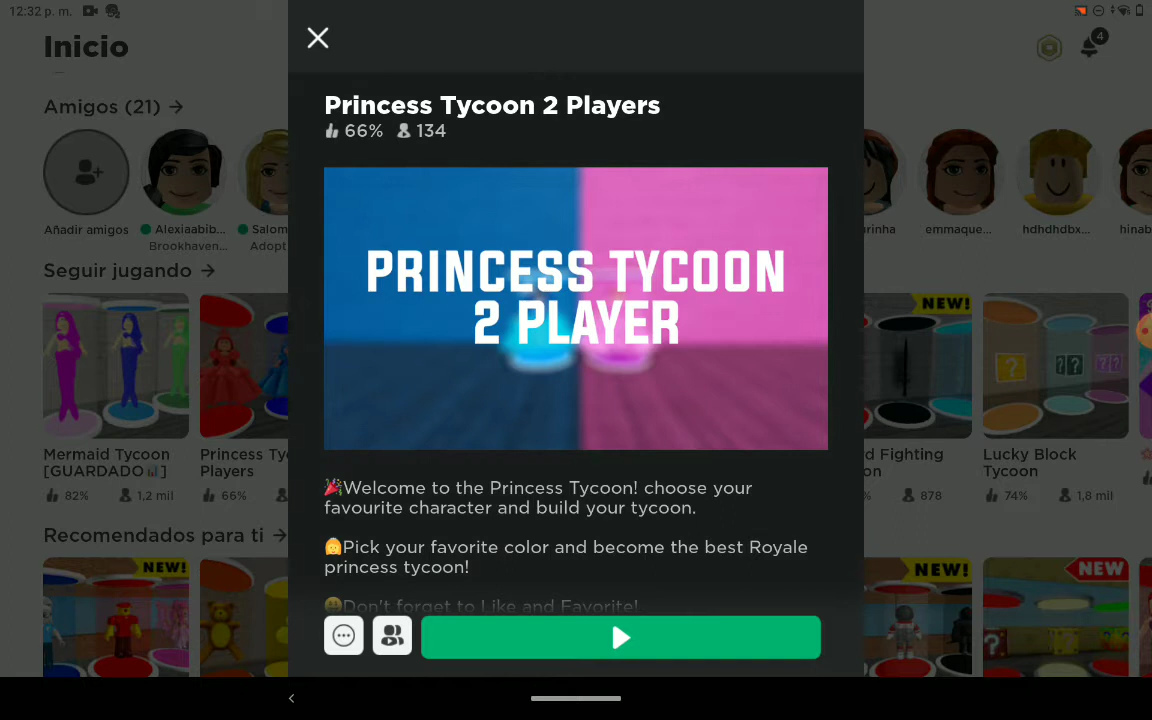 12:32 p. m.
Inicio
4
Amigos (21) →
Añadir amigos
Alexiaabib...
Brookhaven...
Salom
Adopt
rinha
emmaque...
hdhdhdbx...
hinab
Seguir jugando →
NEW!
Mermaid Tycoon
[GUARDADO]
82% 1,2 mil
Princess Ty
Players
66%
d Fighting
on
% 878
Lucky Block
Tycoon
74% 1,8 mil
Recomendados para ti →
NEW!
NEW!
NEW
Princess Tycoon 2 Players
66% 134
PRINCESS TYCOON
2 PLAYER
🎉Welcome to the Princess Tycoon! choose your
favourite character and build your tycoon.
👸Pick your favorite color and become the best Royale
princess tycoon!
Don't forget to Like and Favorite!